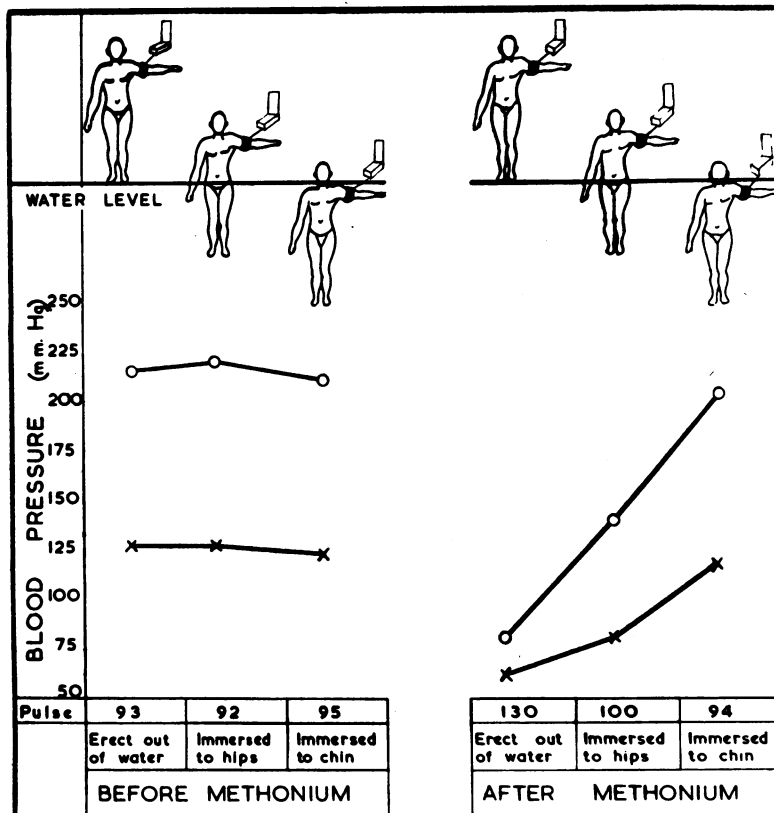 WATER LEVEL
BLOOD PRESSURE (mm. Hg)
250
225
200
175
150
125
100
75
50
Pulse 93 92 95 130 100 94
Erect out of water Immersed to hips Immersed to chin Erect out of water Immersed to hips Immersed to chin
BEFORE METHONIUM AFTER METHONIUM